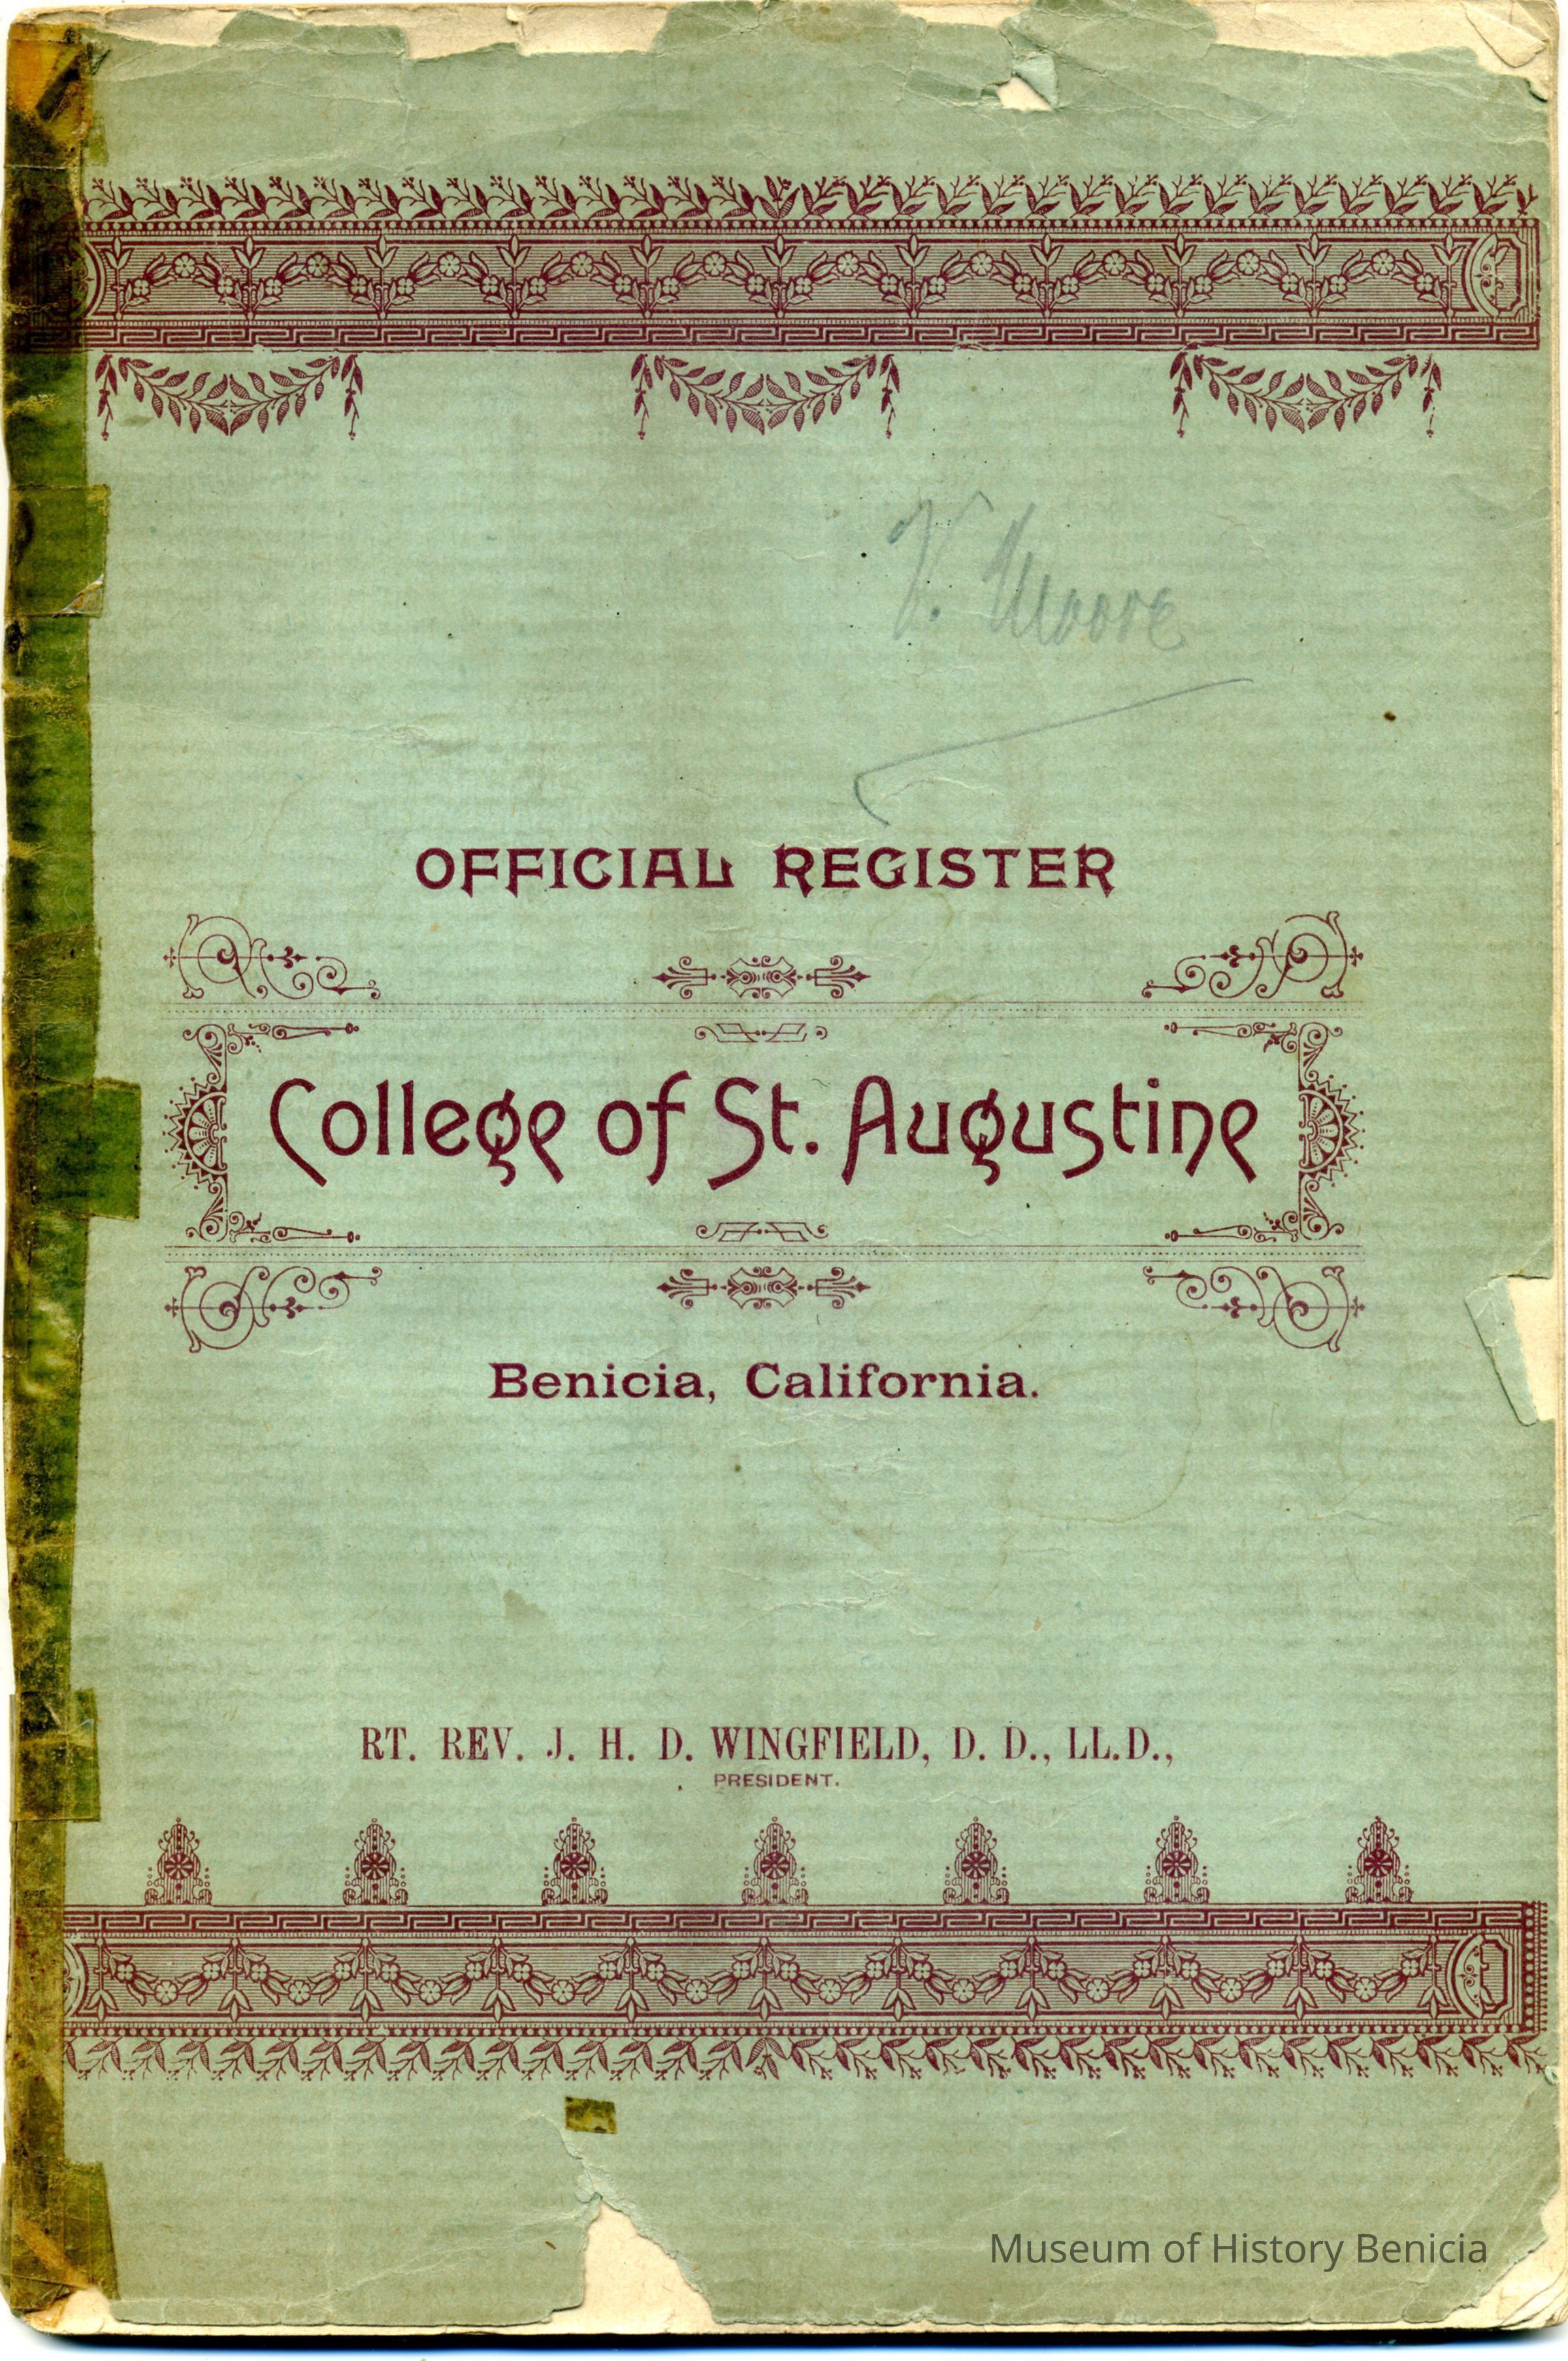 V. Moore
OFFICIAL REGISTER
College of St. Augustine
Benicia, California.
RT. REV. J. H. D. WINGFIELD, D. D., LL.D.,
PRESIDENT.
Museum of History Benicia